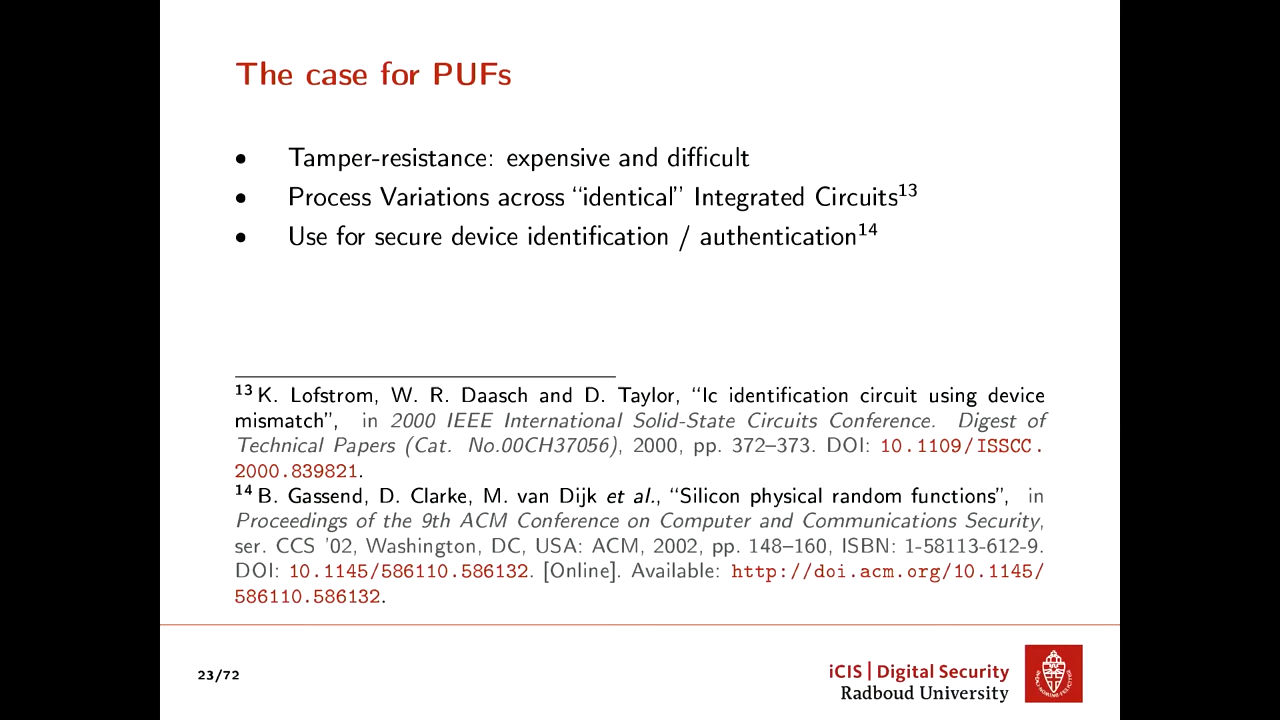 The case for PUFs
• Tamper-resistance: expensive and difficult
• Process Variations across “identical” Integrated Circuits13
• Use for secure device identification / authentication14
13 K. Lofstrom, W. R. Daasch and D. Taylor, “Ic identification circuit using device
mismatch”, in 2000 IEEE International Solid-State Circuits Conference. Digest of
Technical Papers (Cat. No.00CH37056), 2000, pp. 372–373. DOI: 10.1109/ISSCC.
2000.839821.
14 B. Gassend, D. Clarke, M. van Dijk et al., “Silicon physical random functions”, in
Proceedings of the 9th ACM Conference on Computer and Communications Security,
ser. CCS ’02, Washington, DC, USA: ACM, 2002, pp. 148–160, ISBN: 1-58113-612-9.
DOI: 10.1145/586110.586132. [Online]. Available: http://doi.acm.org/10.1145/
586110.586132.
23/72
iCIS | Digital Security
Radboud University